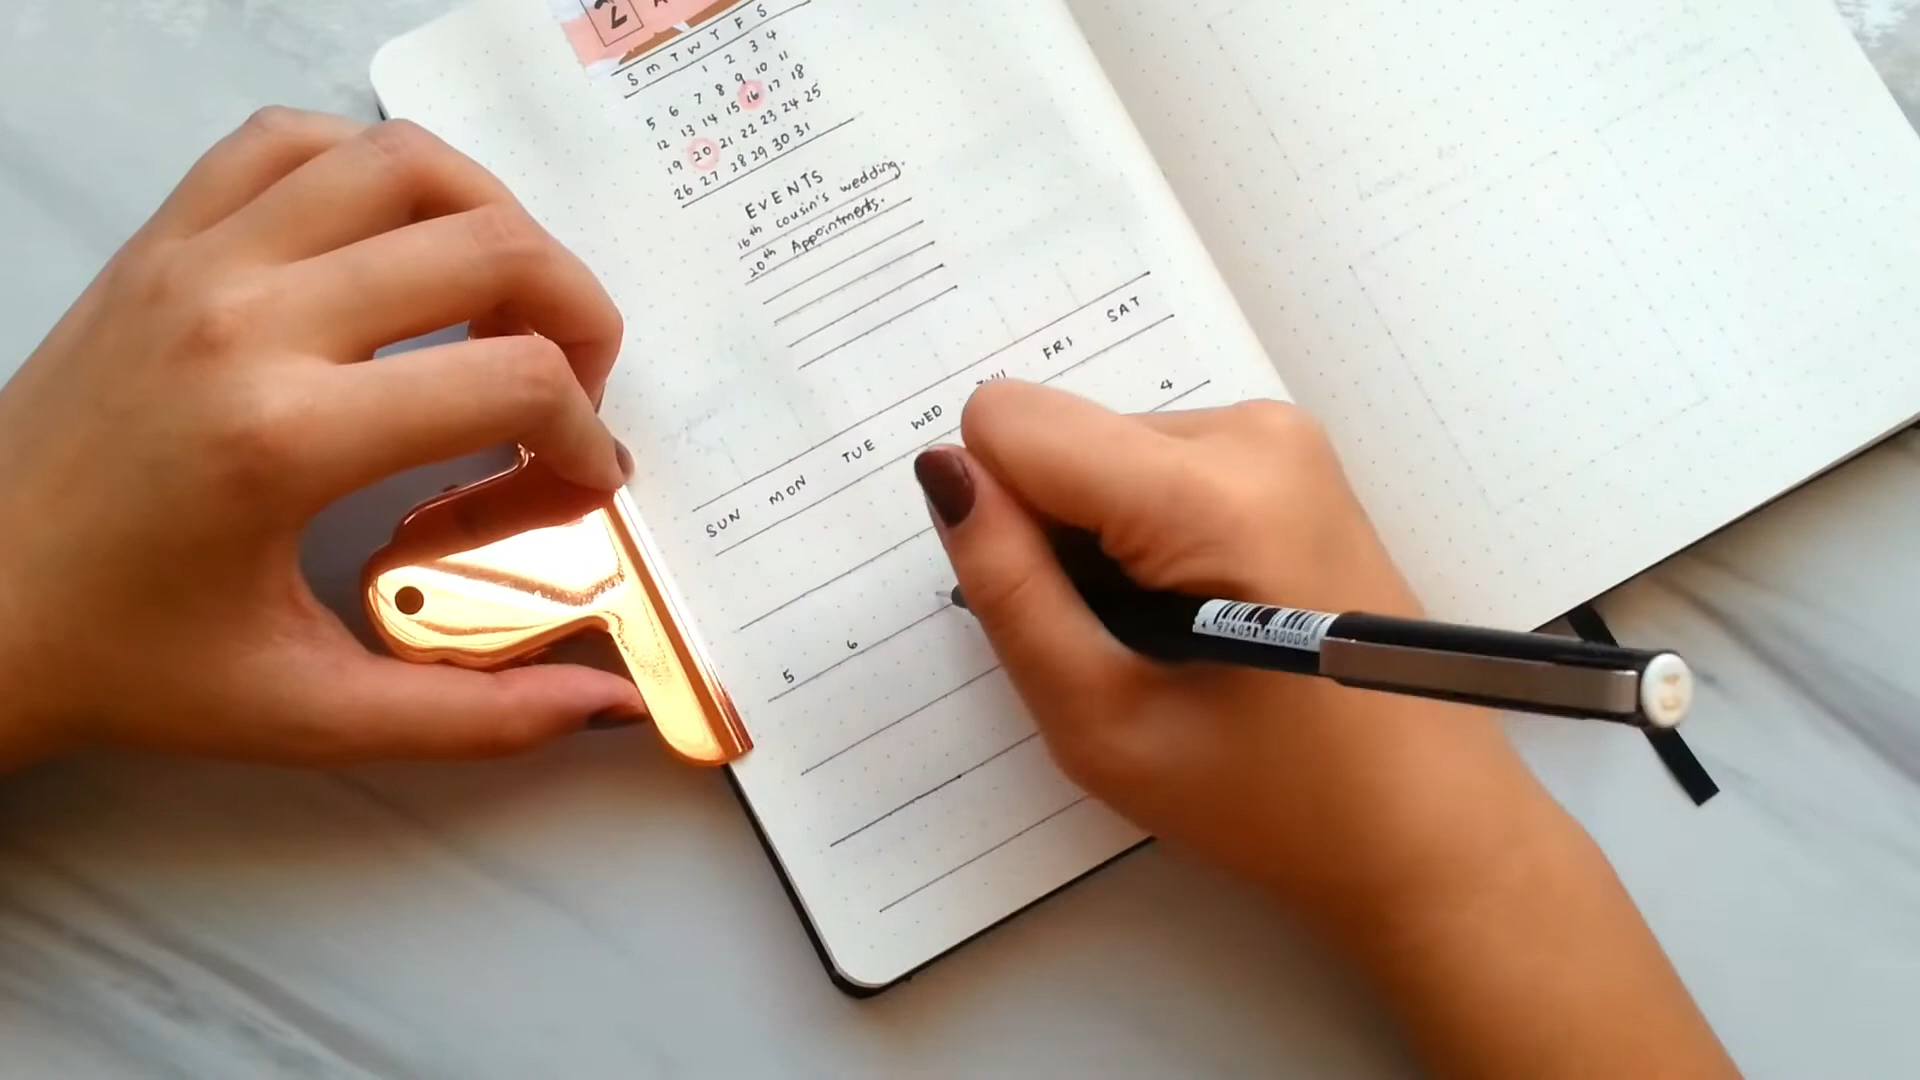 2
S M T W T F S
1 2 3 4
5 6 7 8 9 10 11
12 13 14 15 16 17 18
19 20 21 22 23 24 25
26 27 28 29 30 31
EVENTS
16th cousin's wedding.
20th Appointments.
SUN MON TUE WED THU FRI SAT
4
5 6